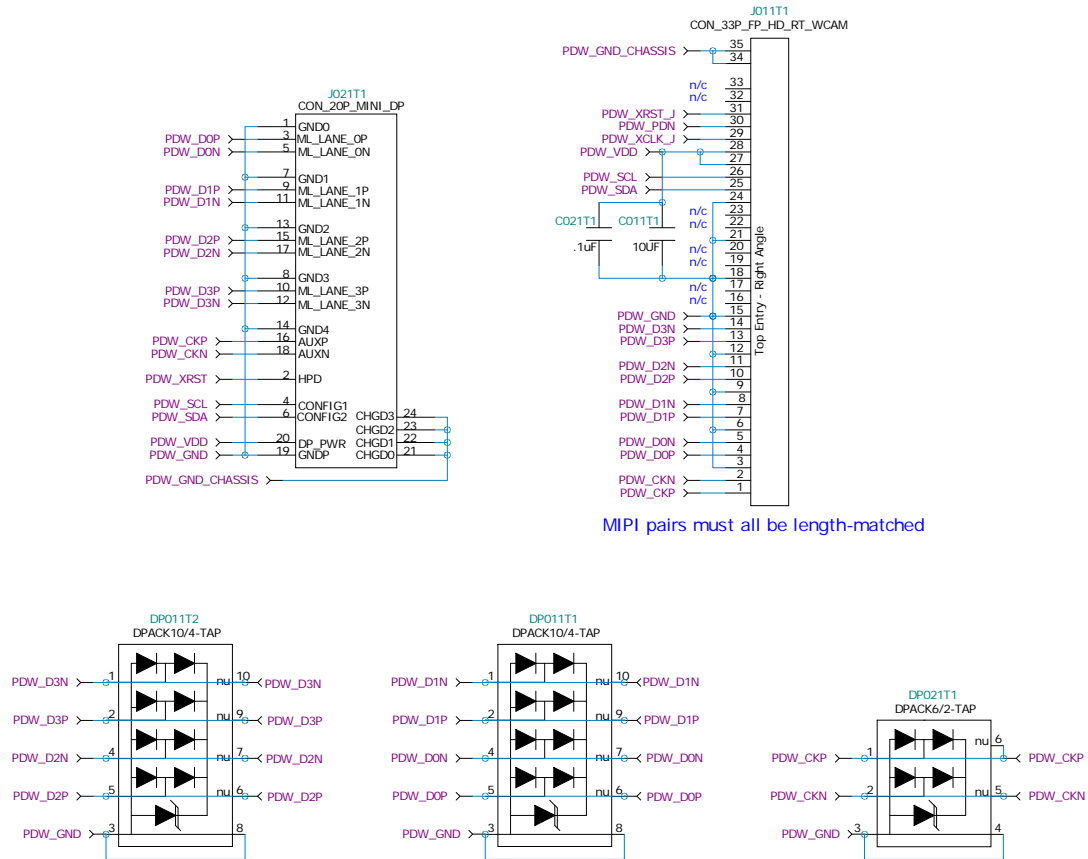 J011T1
CON_33P_FP_HD_RT_WCAM
PDW_GND_CHASSIS
35
34
n/c
33
n/c
32
PDW_XRST_J
31
PDW_PDN
30
PDW_XCLK_J
29
PDW_VDD
28
27
PDW_SCL
26
PDW_SDA
25
24
n/c
23
n/c
22
21
n/c
20
n/c
19
18
n/c
17
n/c
16
PDW_GND
15
PDW_D3N
14
PDW_D3P
13
12
PDW_D2N
11
PDW_D2P
10
9
PDW_D1N
8
PDW_D1P
7
6
PDW_D0N
5
PDW_D0P
4
3
PDW_CKN
2
PDW_CKP
1
Top Entry - Right Angle
C021T1
.1uF
C011T1
10UF
MIPI pairs must all be length-matched
J021T1
CON_20P_MINI_DP
1 GND0
PDW_D0P 3 ML_LANE_0P
PDW_D0N 5 ML_LANE_0N
7 GND1
PDW_D1P 9 ML_LANE_1P
PDW_D1N 11 ML_LANE_1N
13 GND2
PDW_D2P 15 ML_LANE_2P
PDW_D2N 17 ML_LANE_2N
8 GND3
PDW_D3P 10 ML_LANE_3P
PDW_D3N 12 ML_LANE_3N
14 GND4
PDW_CKP 16 AUXP
PDW_CKN 18 AUXN
PDW_XRST 2 HPD
PDW_SCL 4 CONFIG1
PDW_SDA 6 CONFIG2
CHGD3 24
CHGD2 23
PDW_VDD 20 DP_PWR CHGD1 22
PDW_GND 19 GNDP CHGD0 21
PDW_GND_CHASSIS
DP011T2
DPACK10/4-TAP
PDW_D3N 1 nu 10 PDW_D3N
PDW_D3P 2 nu 9 PDW_D3P
PDW_D2N 4 nu 7 PDW_D2N
PDW_D2P 5 nu 6 PDW_D2P
PDW_GND 3 8
DP011T1
DPACK10/4-TAP
PDW_D1N 1 nu 10 PDW_D1N
PDW_D1P 2 nu 9 PDW_D1P
PDW_D0N 4 nu 7 PDW_D0N
PDW_D0P 5 nu 6 PDW_D0P
PDW_GND 3 8
DP021T1
DPACK6/2-TAP
PDW_CKP 1 nu 6 PDW_CKP
PDW_CKN 2 nu 5 PDW_CKN
PDW_GND 3 4